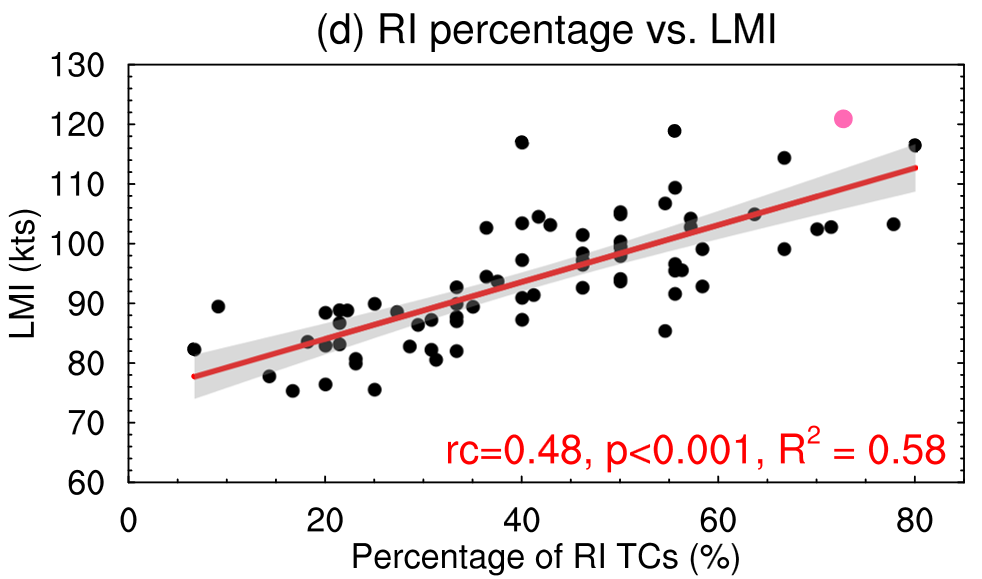 (d) RI percentage vs. LMI
130
120
110
100
90
80
70
60
LMI (kts)
rc=0.48, p<0.001, R² = 0.58
0 20 40 60 80
Percentage of RI TCs (%)